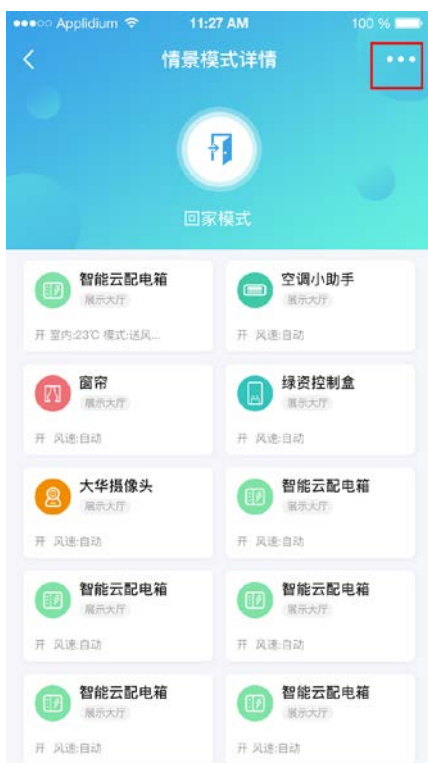 Applidium 11:27 AM 100 %
情景模式详情
回家模式
智能云配电箱
展示大厅
开 室内:23℃ 模式:送风...
空调小助手
展示大厅
开 风速:自动
窗帘
展示大厅
开 风速:自动
绿资控制盒
展示大厅
开 风速:自动
大华摄像头
展示大厅
开 风速:自动
智能云配电箱
展示大厅
开 风速:自动
智能云配电箱
展示大厅
开 风速:自动
智能云配电箱
展示大厅
开 风速:自动
智能云配电箱
展示大厅
开 风速:自动
智能云配电箱
展示大厅
开 风速:自动